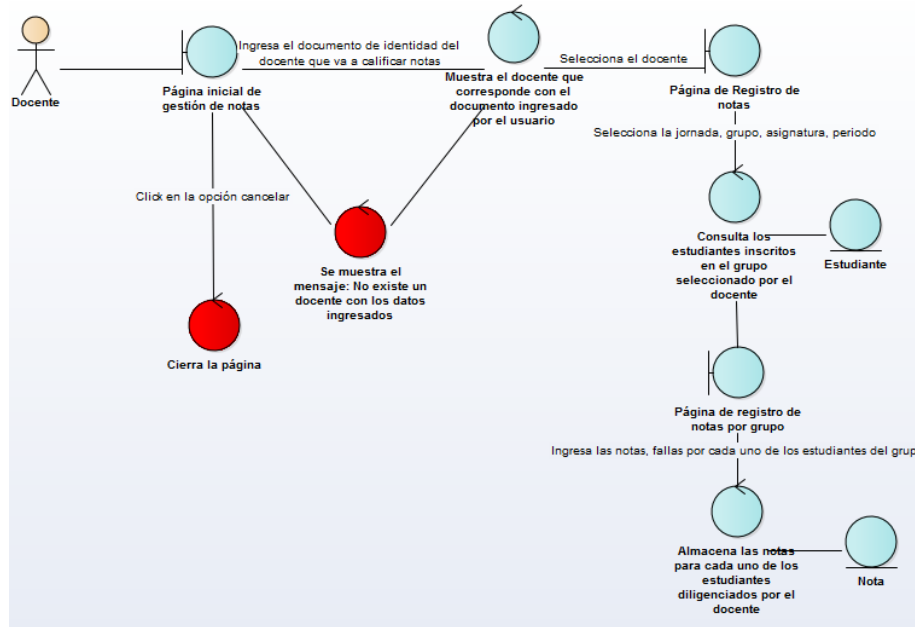 Docente
Página inicial de
gestión de notas
Ingresa el documento de identidad del
docente que va a calificar notas
Muestra el docente que
corresponde con el
documento ingresado
por el usuario
Selecciona el docente
Página de Registro de
notas
Selecciona la jornada, grupo, asignatura, periodo
Click en la opción cancelar
Se muestra el
mensaje: No existe un
docente con los datos
ingresados
Cierra la página
Consulta los
estudiantes inscritos
en el grupo
seleccionado por el
docente
Estudiante
Página de registro de
notas por grupo
Ingresa las notas, fallas por cada uno de los estudiantes del grup
Almacena las notas
para cada uno de los
estudiantes
diligenciados por el
docente
Nota